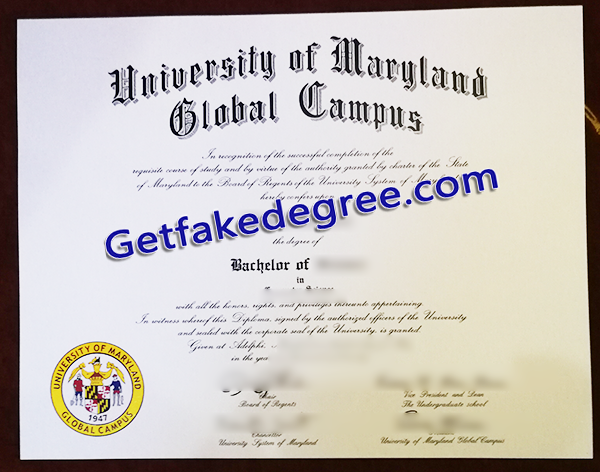 University of Maryland
Global Campus
In recognition of the successful completion of the
requisite course of study and by virtue of the authority granted by charter of the State
of Maryland to the Board of Regents of the University System of
hereby confers upon
Getfakedegree.com
the degree of
Bachelor of
in
with all the honors, rights, and privileges thereunto appertaining.
In witness whereof this Diploma, signed by the authorized officers of the University
and sealed with the corporate seal of the University, is granted.
Given at Adelphi,
in the year
Chair
Board of Regents
Vice President and Dean
The Undergraduate school
Chancellor
University System of Maryland
University of Maryland Global Campus
UNIVERSITY OF MARYLAND
GLOBAL CAMPUS
1947